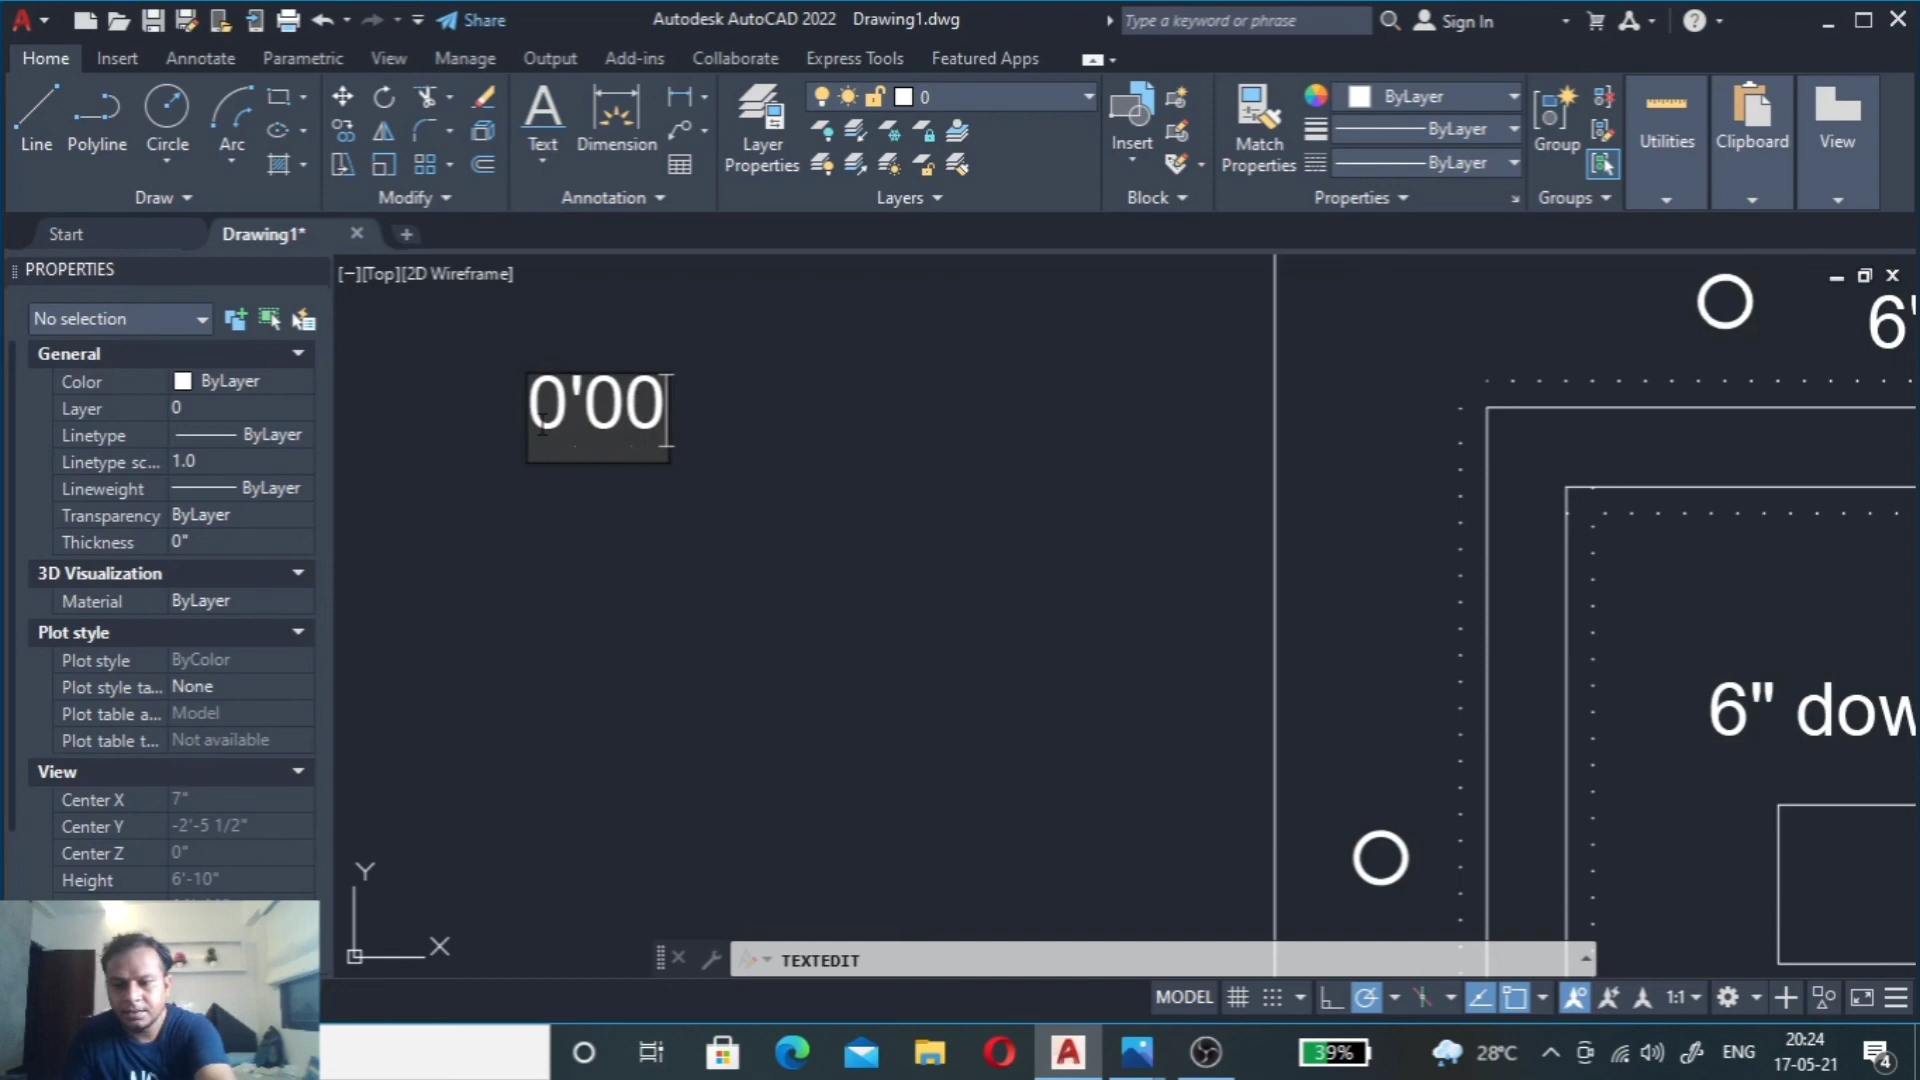 Share
Autodesk AutoCAD 2022 Drawing1.dwg
Type a keyword or phrase
Sign In
Home Insert Annotate Parametric View Manage Output Add-ins Collaborate Express Tools Featured Apps
Line Polyline Circle Arc
Draw
Modify
Text Dimension
Annotation
Layer Properties
0
Layers
Insert
Block
Match Properties
ByLayer
ByLayer
ByLayer
Properties
Group
Groups
Utilities
Clipboard
View
Start
Drawing1*
PROPERTIES
No selection
General
Color ByLayer
Layer 0
Linetype ByLayer
Linetype sc... 1.0
Lineweight ByLayer
Transparency ByLayer
Thickness 0"
3D Visualization
Material ByLayer
Plot style
Plot style ByColor
Plot style ta... None
Plot table a... Model
Plot table t... Not available
View
Center X 7"
Center Y -2'-5 1/2"
Center Z 0"
Height 6'-10"
[−][Top][2D Wireframe]
0'00
6'
6" dow
Y
X
TEXTEDIT
MODEL
1:1
39%
28°C
ENG
20:24
17-05-21
4